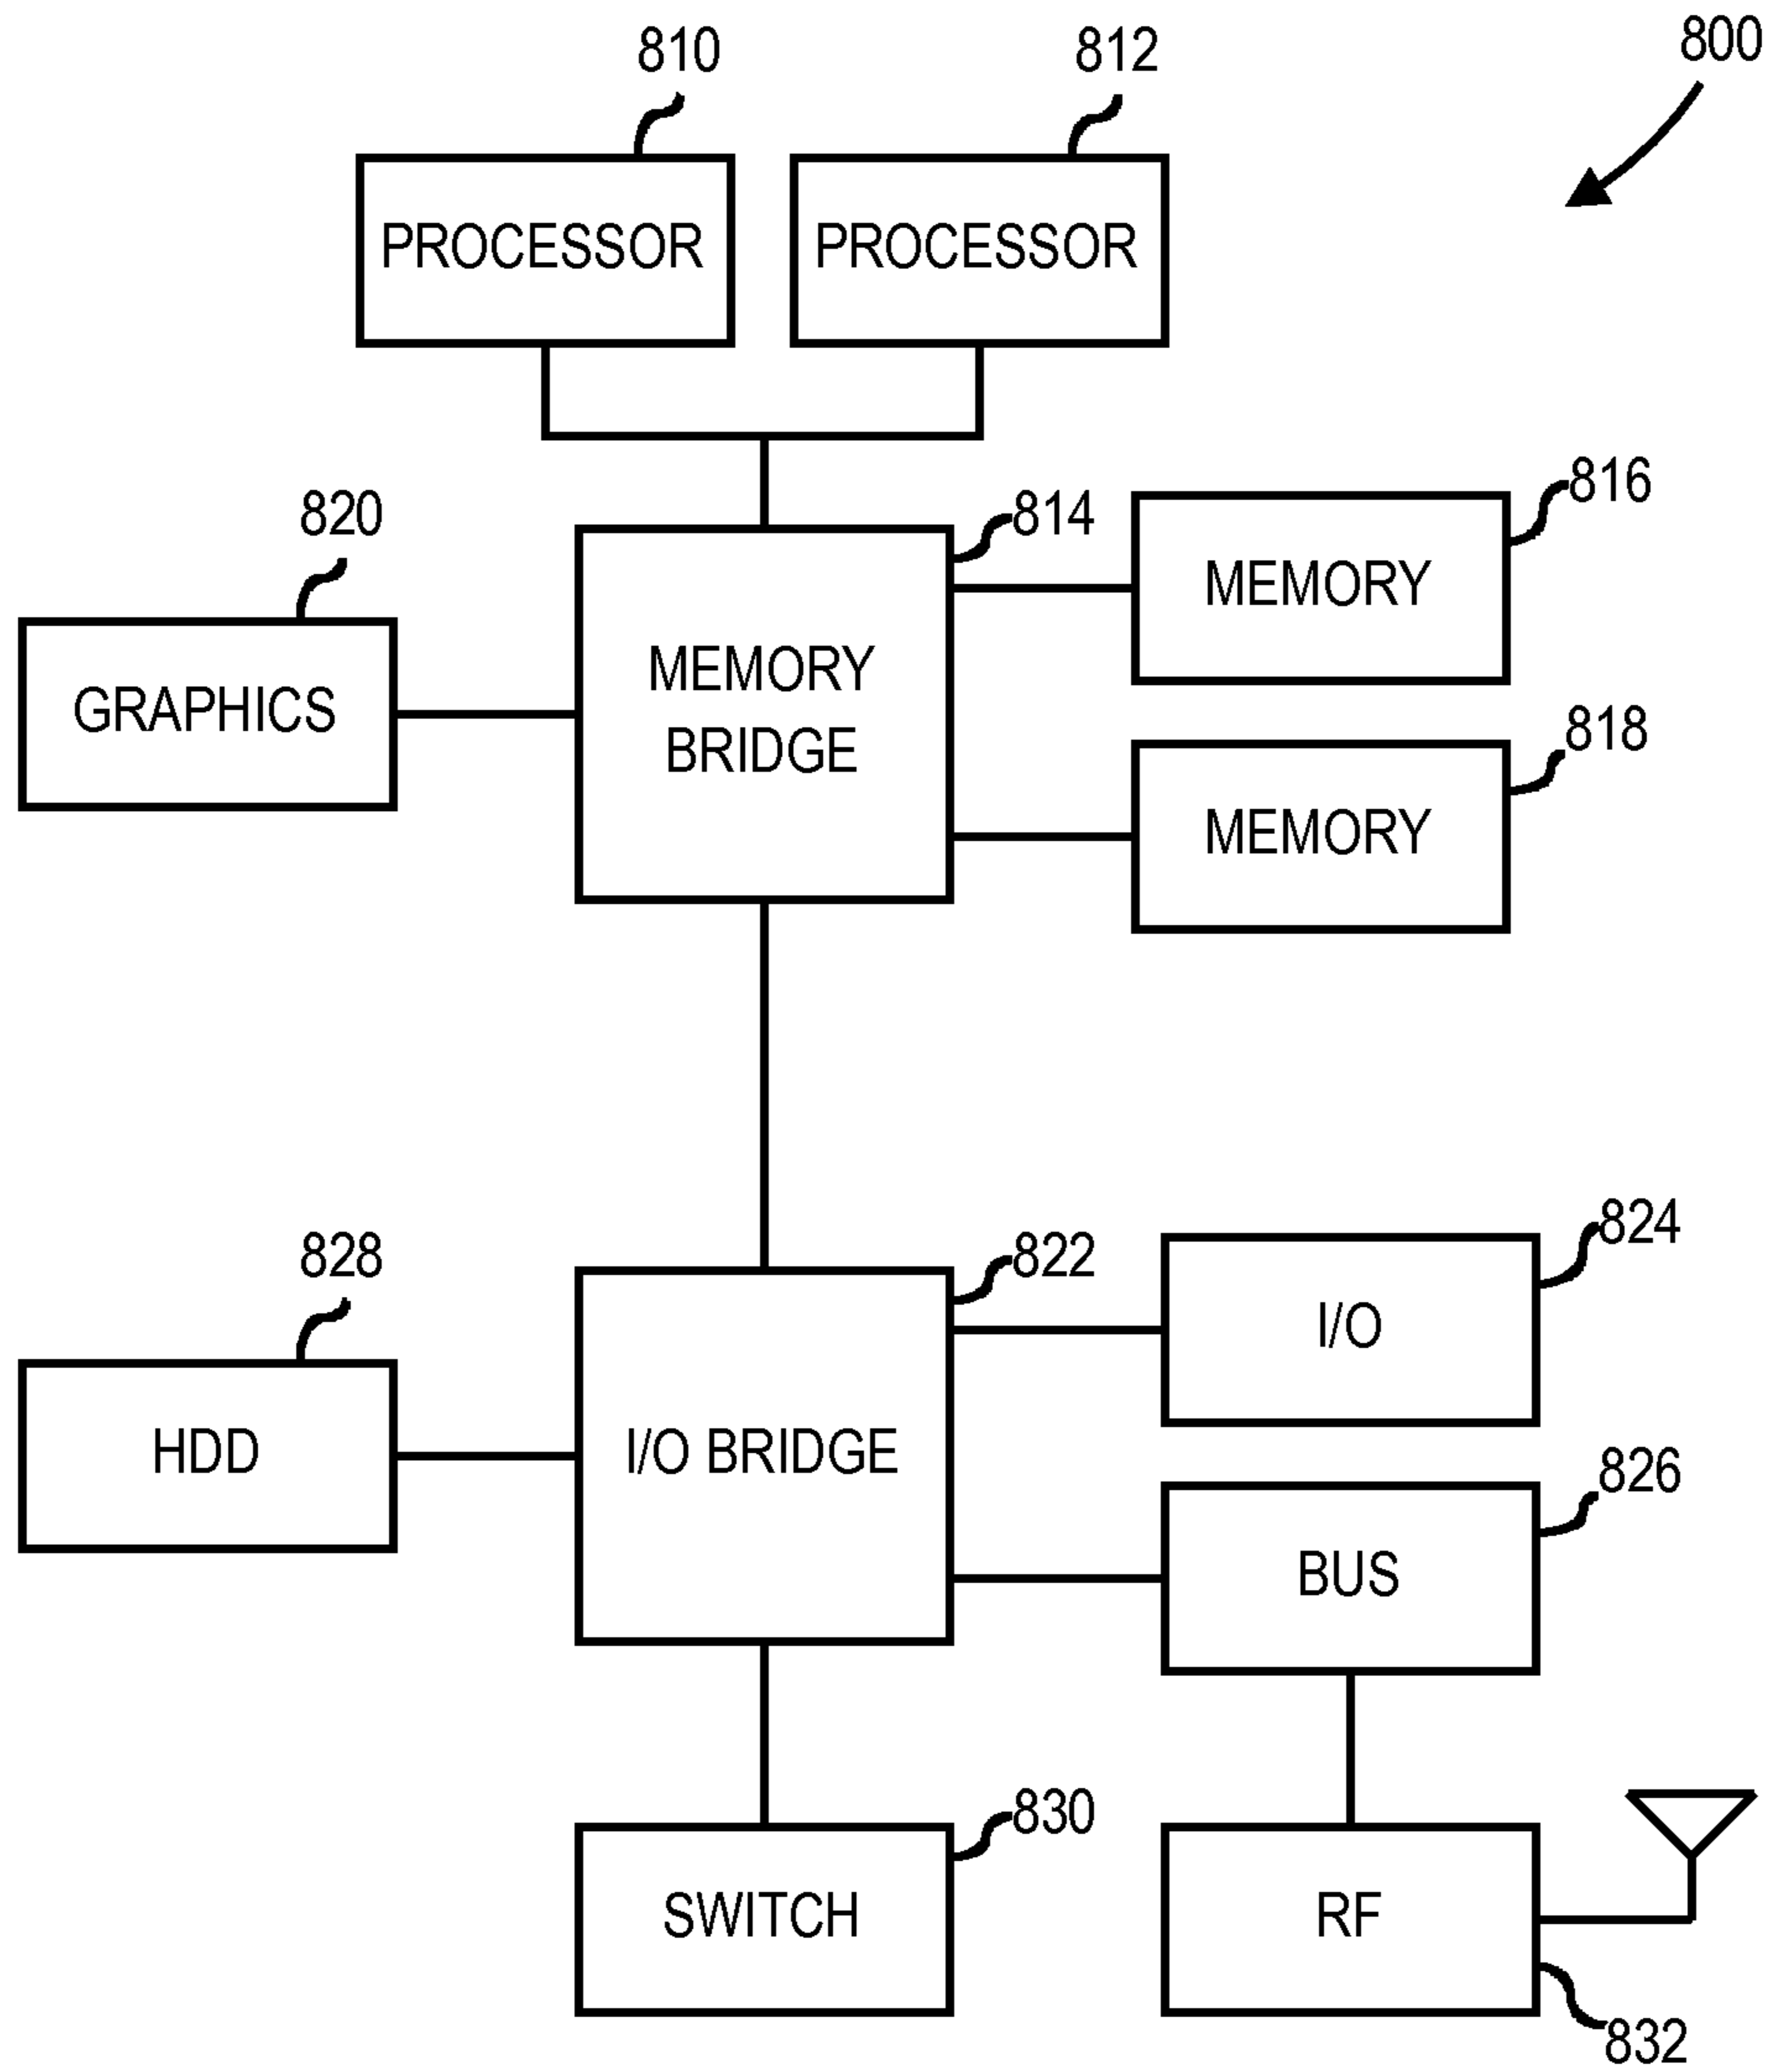 810
812
800
PROCESSOR
PROCESSOR
816
820
814
MEMORY
MEMORY
BRIDGE
GRAPHICS
818
MEMORY
824
828
822
I/O
HDD
I/O BRIDGE
826
BUS
830
SWITCH
RF
832